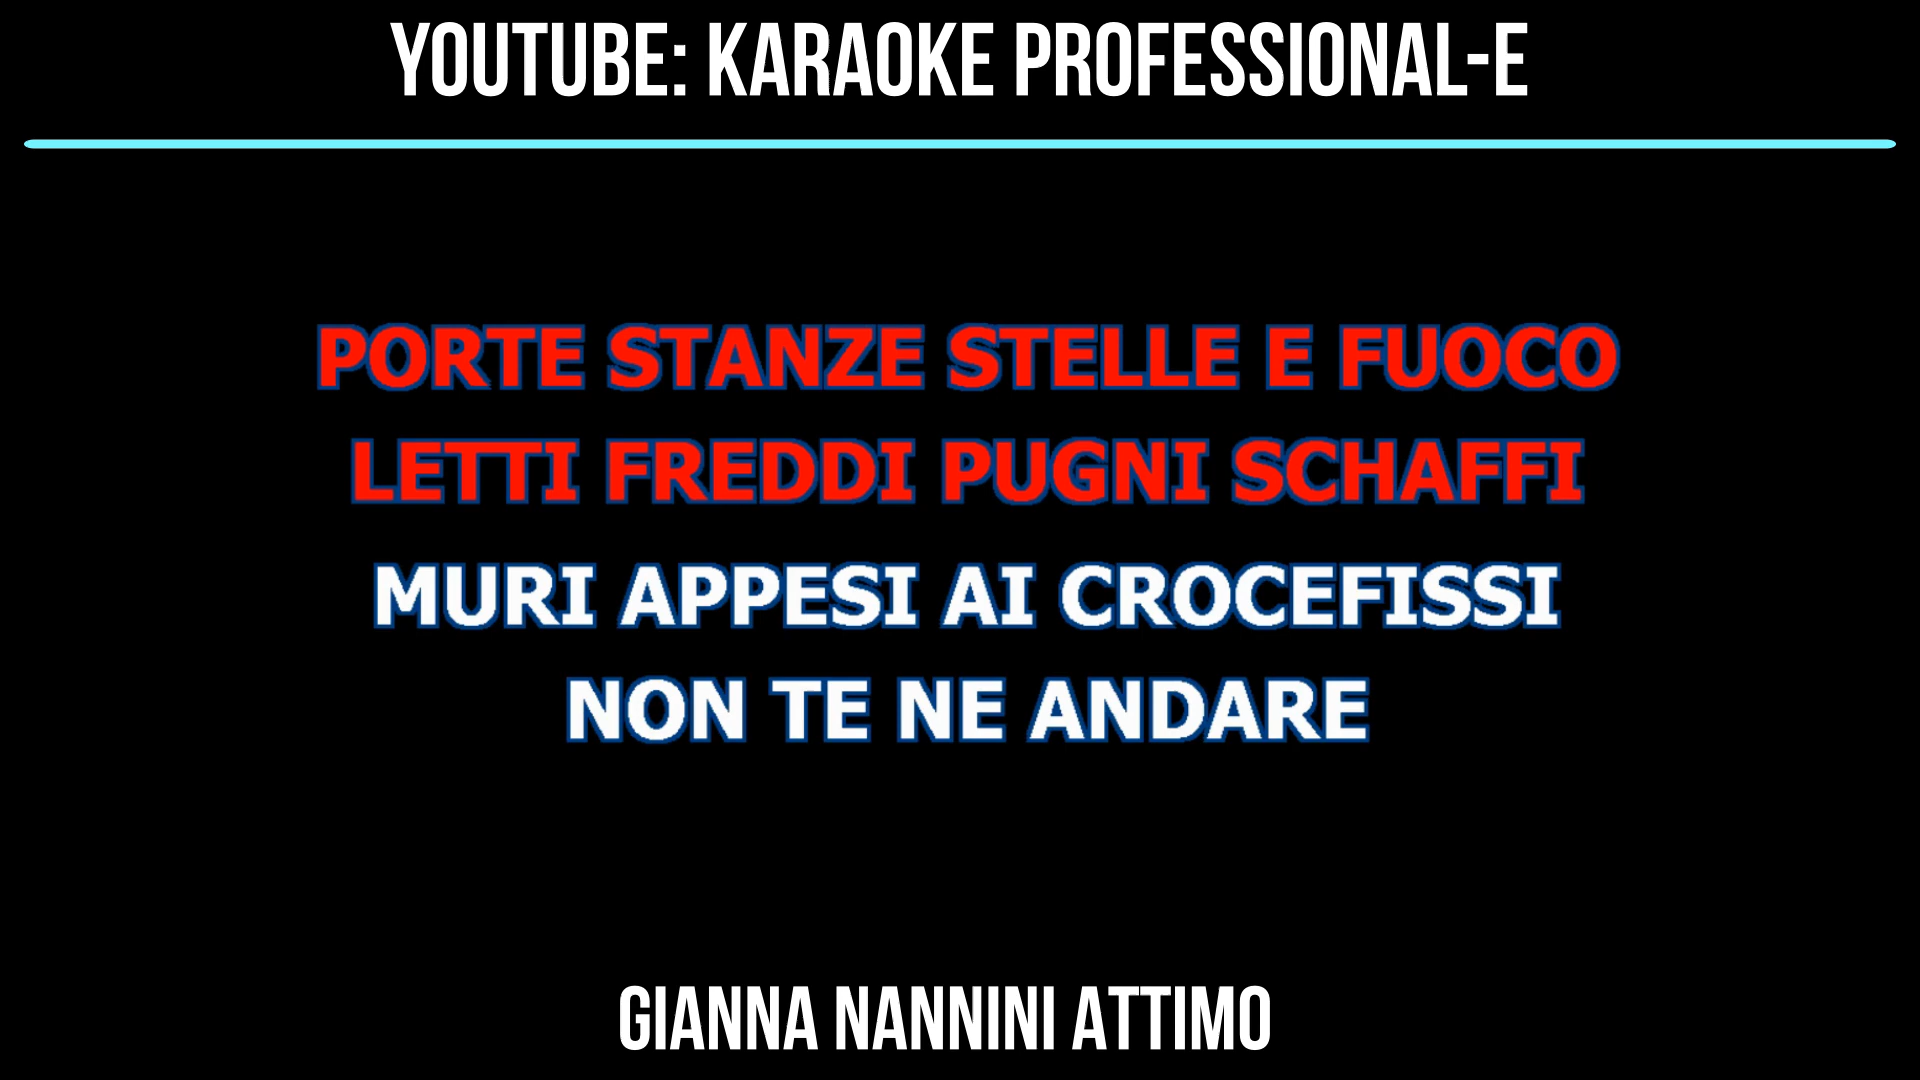 YOUTUBE: KARAOKE PROFESSIONAL-E
PORTE STANZE STELLE E FUOCO
LETTI FREDDI PUGNI SCHAFFI
MURI APPESI AI CROCEFISSI
NON TE NE ANDARE
GIANNA NANNINI ATTIMO